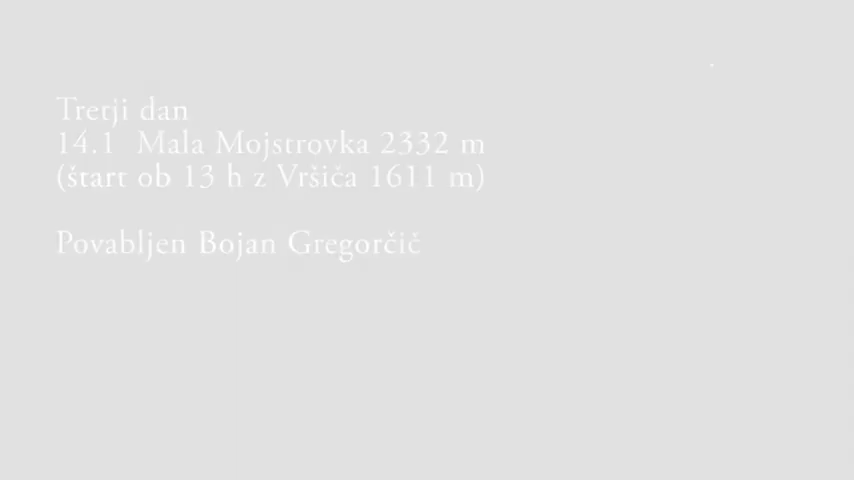 Tretji dan
14.1 Mala Mojstrovka 2332 m
(štart ob 13 h z Vršiča 1611 m)
Povabljen Bojan Gregorčič